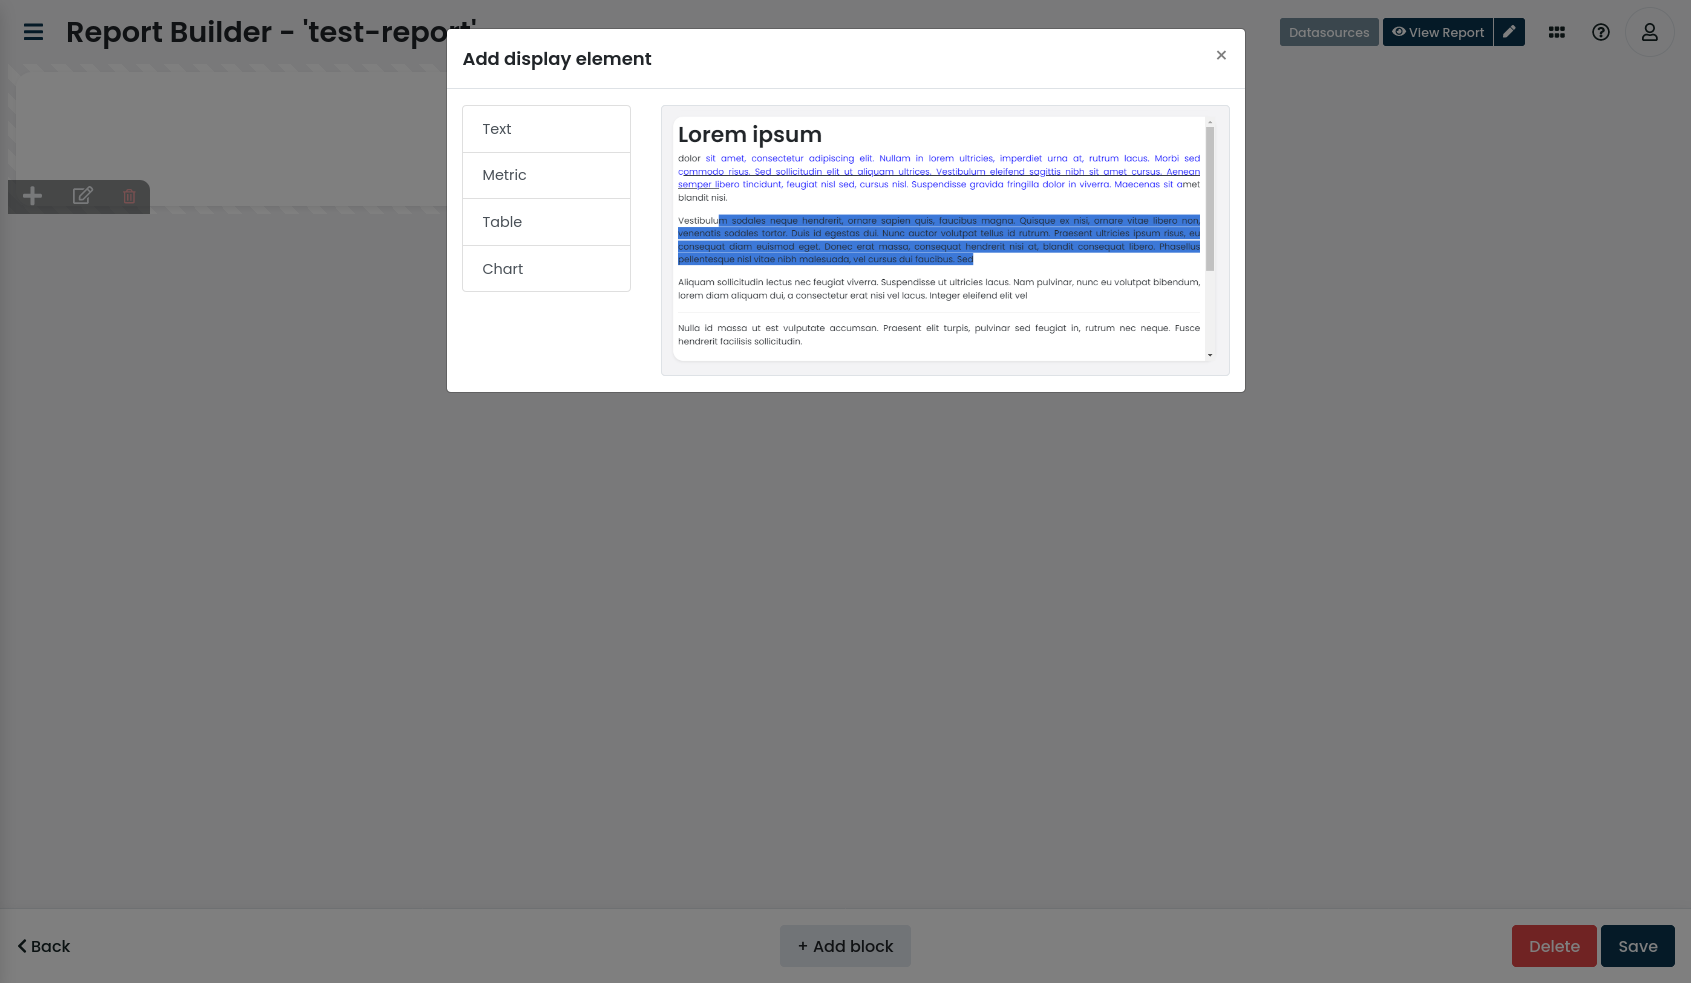 Report Builder - 'test-report'
Datasources
View Report
Add display element
×
Text
Metric
Table
Chart
Lorem ipsum
dolor sit amet, consectetur adipiscing elit. Nullam in lorem ultricies, imperdiet urna at, rutrum lacus. Morbi sed
commodo risus. Sed sollicitudin elit ut aliquam ultrices. Vestibulum eleifend sagittis nibh sit amet cursus. Aenean
semper libero tincidunt, feugiat nisl sed, cursus nisl. Suspendisse gravida fringilla dolor in viverra. Maecenas sit amet
blandit nisi.
Vestibulum sodales neque hendrerit, ornare sapien quis, faucibus magna. Quisque ex nisi, ornare vitae libero non,
venenatis sodales tortor. Duis id egestas dui. Nunc auctor volutpat tellus id rutrum. Praesent ultricies ipsum risus, eu
consequat diam euismod eget. Donec erat massa, consequat hendrerit nisi at, blandit consequat libero. Phasellus
pellentesque nisl vitae nibh malesuada, vel cursus dui faucibus. Sed
Aliquam sollicitudin lectus nec feugiat viverra. Suspendisse ut ultricies lacus. Nam pulvinar, nunc eu volutpat bibendum,
lorem diam aliquam dui, a consectetur erat nisi vel lacus. Integer eleifend elit vel
Nulla id massa ut est vulputate accumsan. Praesent elit turpis, pulvinar sed feugiat in, rutrum nec neque. Fusce
hendrerit facilisis sollicitudin.
Back
+ Add block
Delete
Save